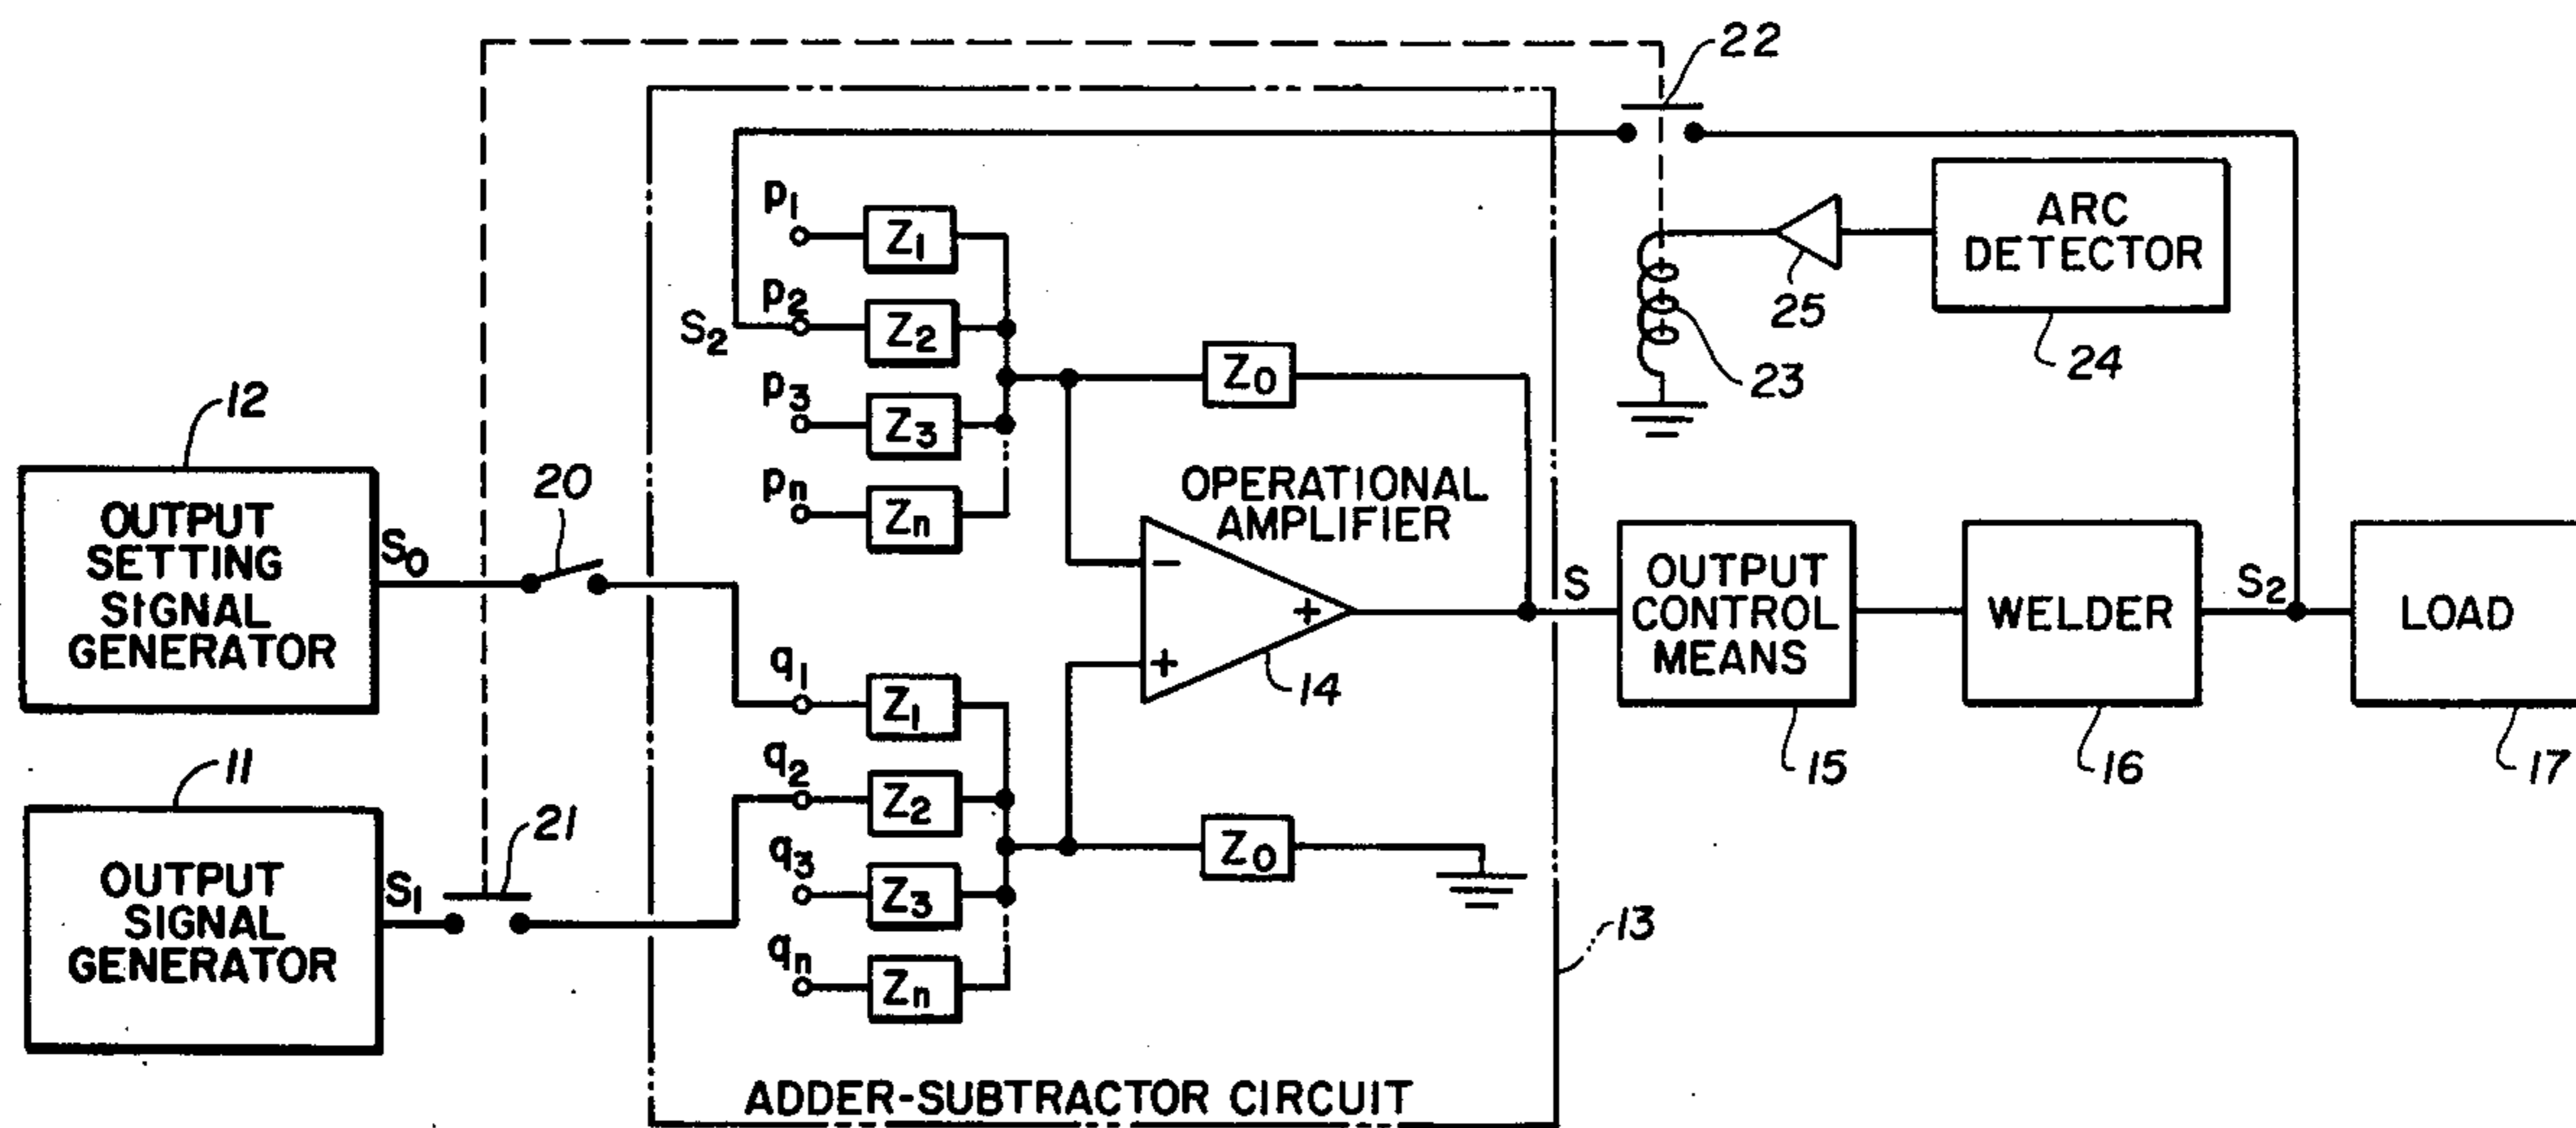 22
p1
Z1
ARC
DETECTOR
p2
S2
Z2
25
24
12
p3
Z3
Z0
23
20
pn
Zn
OPERATIONAL
AMPLIFIER
OUTPUT
SETTING
SIGNAL
GENERATOR
S0
−
+
+
14
S
OUTPUT
CONTROL
MEANS
WELDER
S2
LOAD
15
16
17
q1
Z1
11
q2
Z2
21
q3
Z3
Z0
OUTPUT
SIGNAL
GENERATOR
S1
qn
Zn
13
ADDER-SUBTRACTOR CIRCUIT